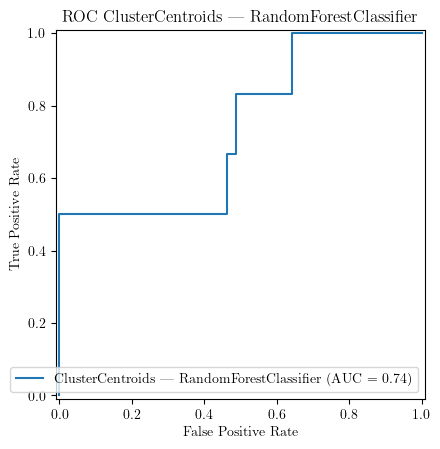 ROC ClusterCentroids — RandomForestClassifier
True Positive Rate
1.0
0.8
0.6
0.4
0.2
0.0
ClusterCentroids — RandomForestClassifier (AUC = 0.74)
0.0 0.2 0.4 0.6 0.8 1.0
False Positive Rate